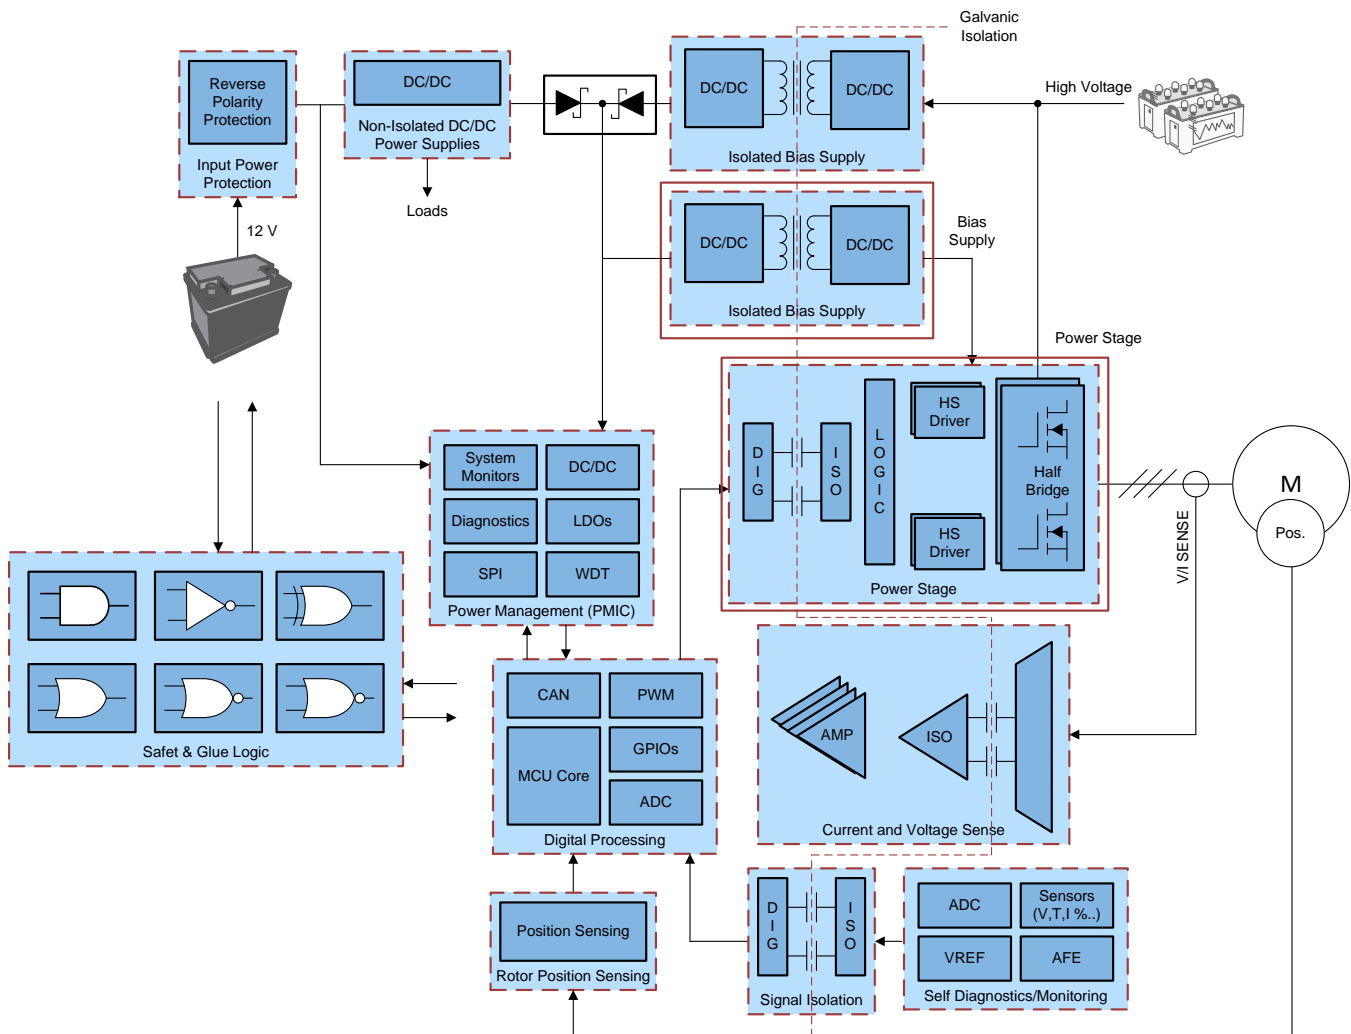 Galvanic
Isolation
Reverse
Polarity
Protection
Input Power
Protection
DC/DC
Non-Isolated DC/DC
Power Supplies
Loads
DC/DC
DC/DC
Isolated Bias Supply
High Voltage
12 V
DC/DC
DC/DC
Isolated Bias Supply
Bias
Supply
Power Stage
D
I
G
I
S
O
L
O
G
I
C
HS
Driver
HS
Driver
Half
Bridge
Power Stage
M
Pos.
V/I SENSE
System
Monitors
DC/DC
Diagnostics
LDOs
SPI
WDT
Power Management (PMIC)
Safet & Glue Logic
CAN
PWM
MCU Core
GPIOs
ADC
Digital Processing
AMP
ISO
Current and Voltage Sense
Position Sensing
Rotor Position Sensing
D
I
G
I
S
O
Signal Isolation
ADC
Sensors
(V,T,I %..)
VREF
AFE
Self Diagnostics/Monitoring